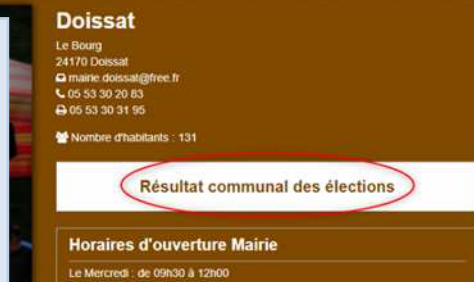 Doissat
Le Bourg
24170 Doissat
mairie.doissat@free.fr
05 53 30 20 83
05 53 30 31 95
Nombre d'habitants : 131
Résultat communal des élections
Horaires d'ouverture Mairie
Le Mercredi : de 09h30 à 12h00